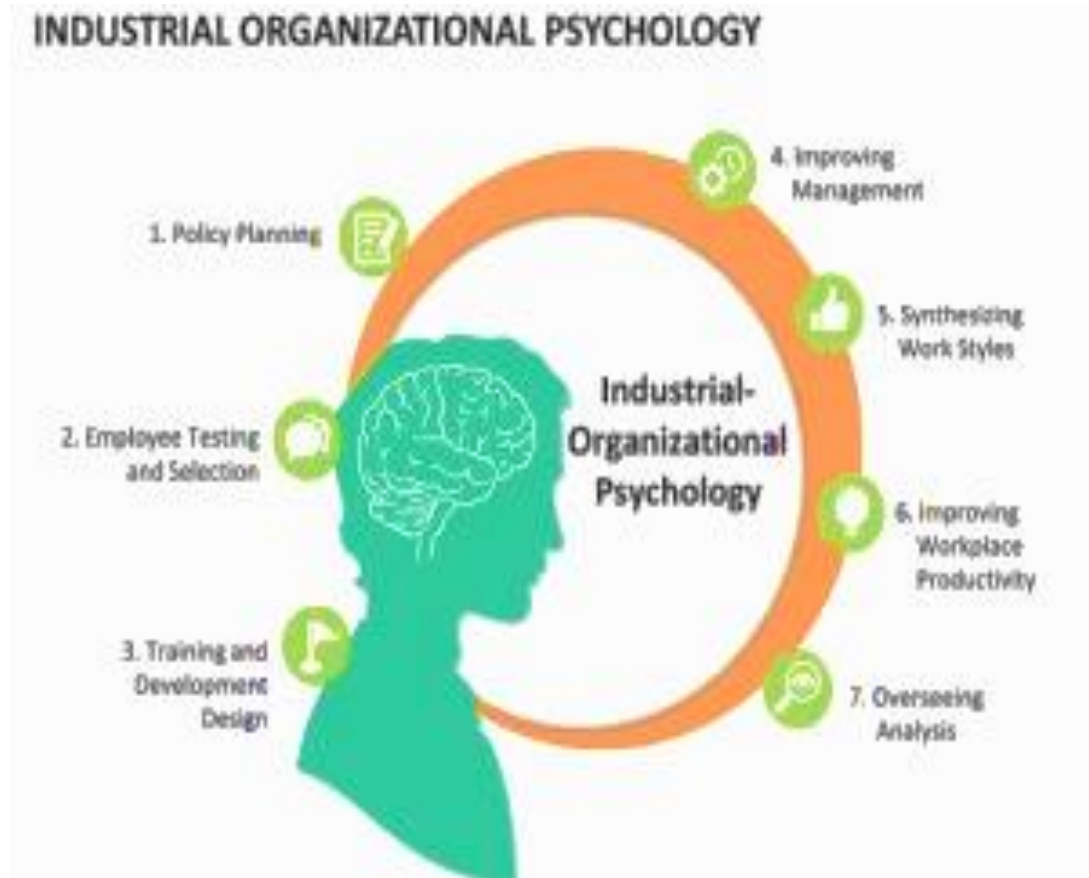 INDUSTRIAL ORGANIZATIONAL PSYCHOLOGY
1. Policy Planning
2. Employee Testing
and Selection
3. Training and
Development
Design
Industrial-
Organizational
Psychology
4. Improving
Management
5. Synthesizing
Work Styles
6. Improving
Workplace
Productivity
7. Overseeing
Analysis